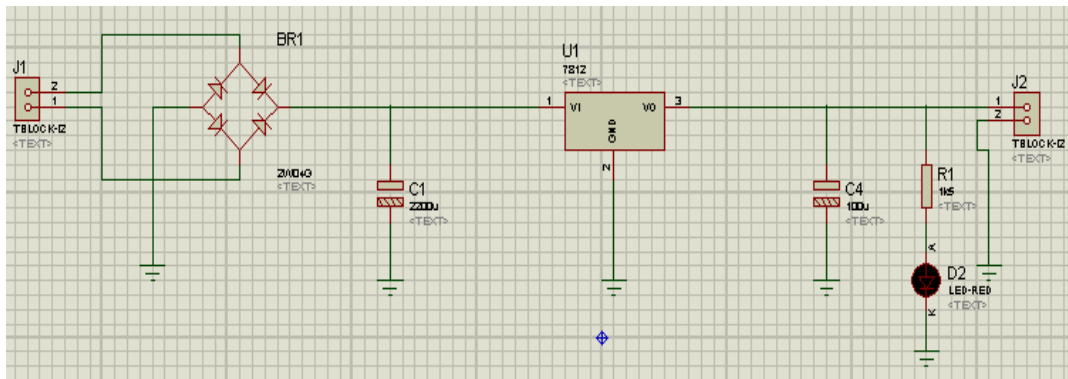 BR1
J1
2
1
TBLOCK-I2
<TEXT>
2W04G
<TEXT>
C1
2200u
<TEXT>
U1
7812
<TEXT>
1
VI
VO
3
GND
2
C4
100u
<TEXT>
R1
1k5
<TEXT>
A
D2
LED-RED
<TEXT>
K
J2
1
2
TBLOCK-I2
<TEXT>